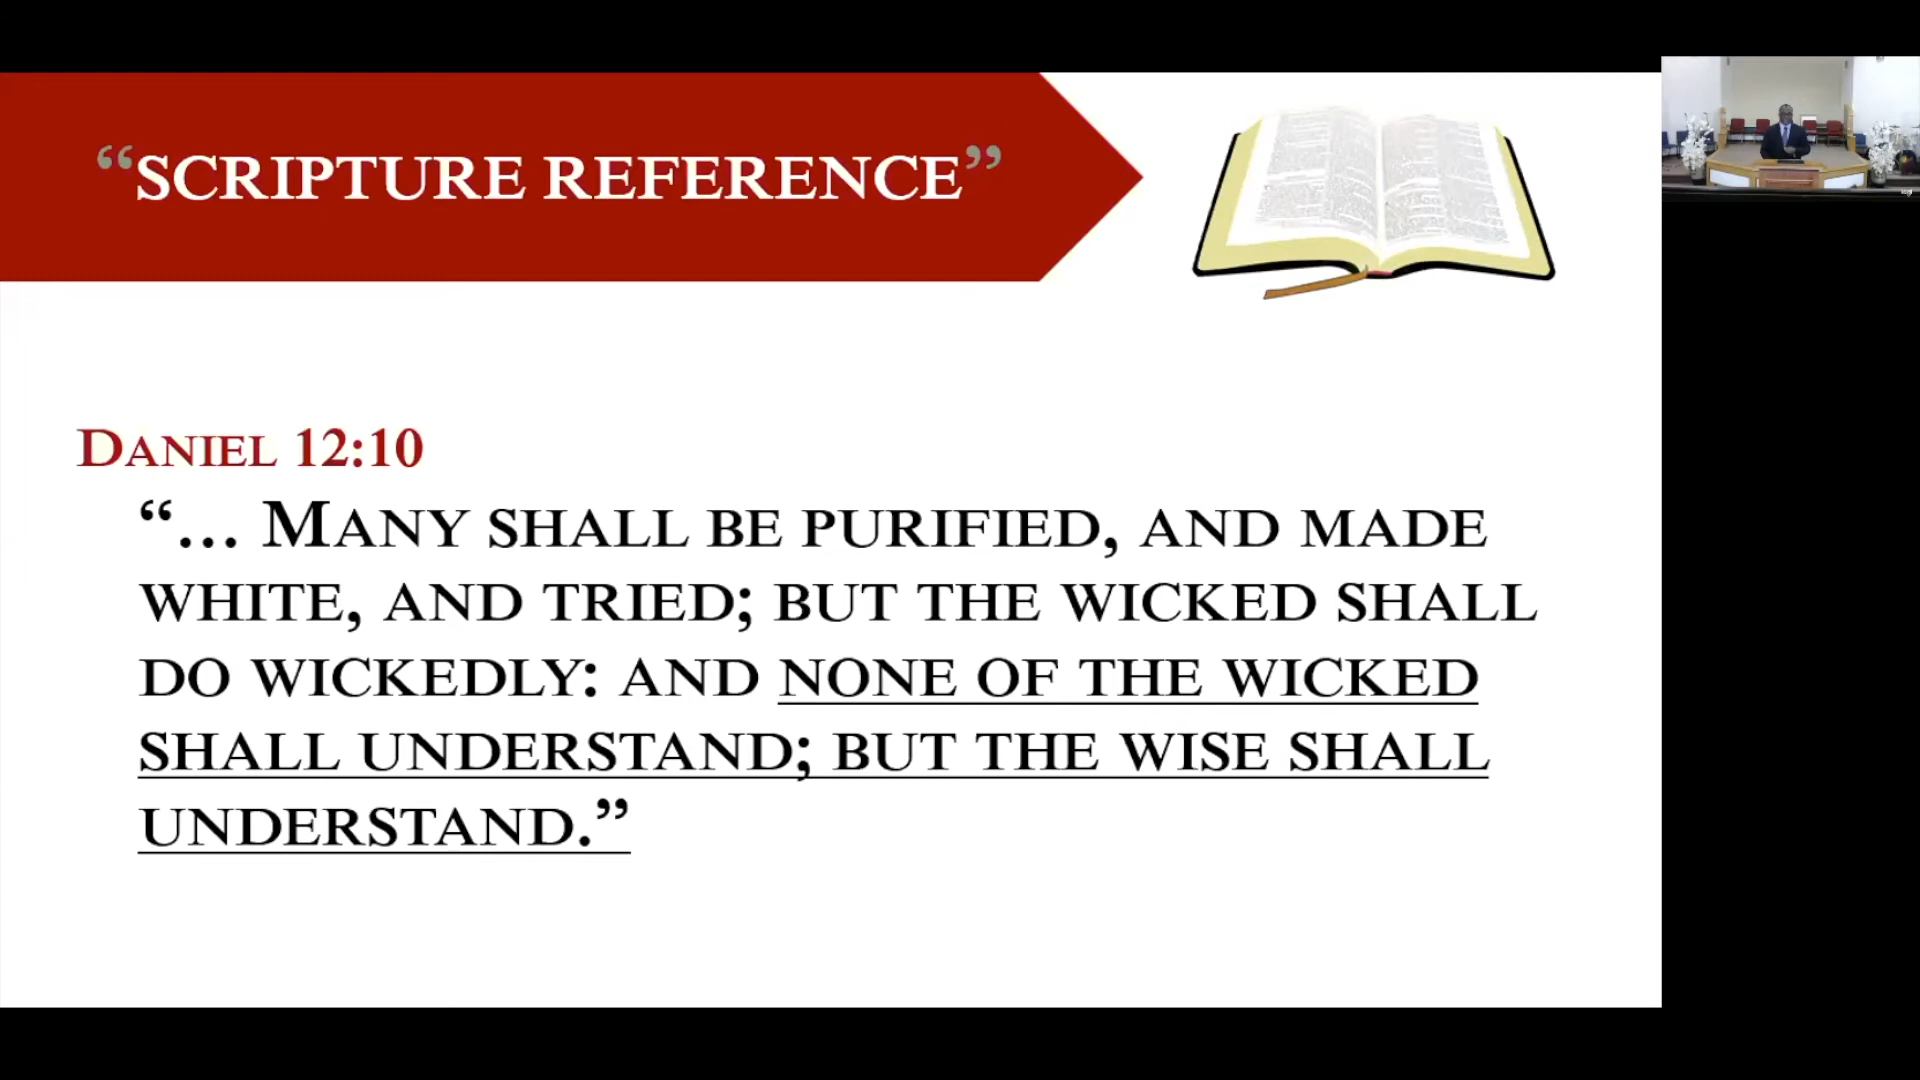 “SCRIPTURE REFERENCE”
DANIEL 12:10
“… MANY SHALL BE PURIFIED, AND MADE
WHITE, AND TRIED; BUT THE WICKED SHALL
DO WICKEDLY: AND NONE OF THE WICKED
SHALL UNDERSTAND; BUT THE WISE SHALL
UNDERSTAND.”